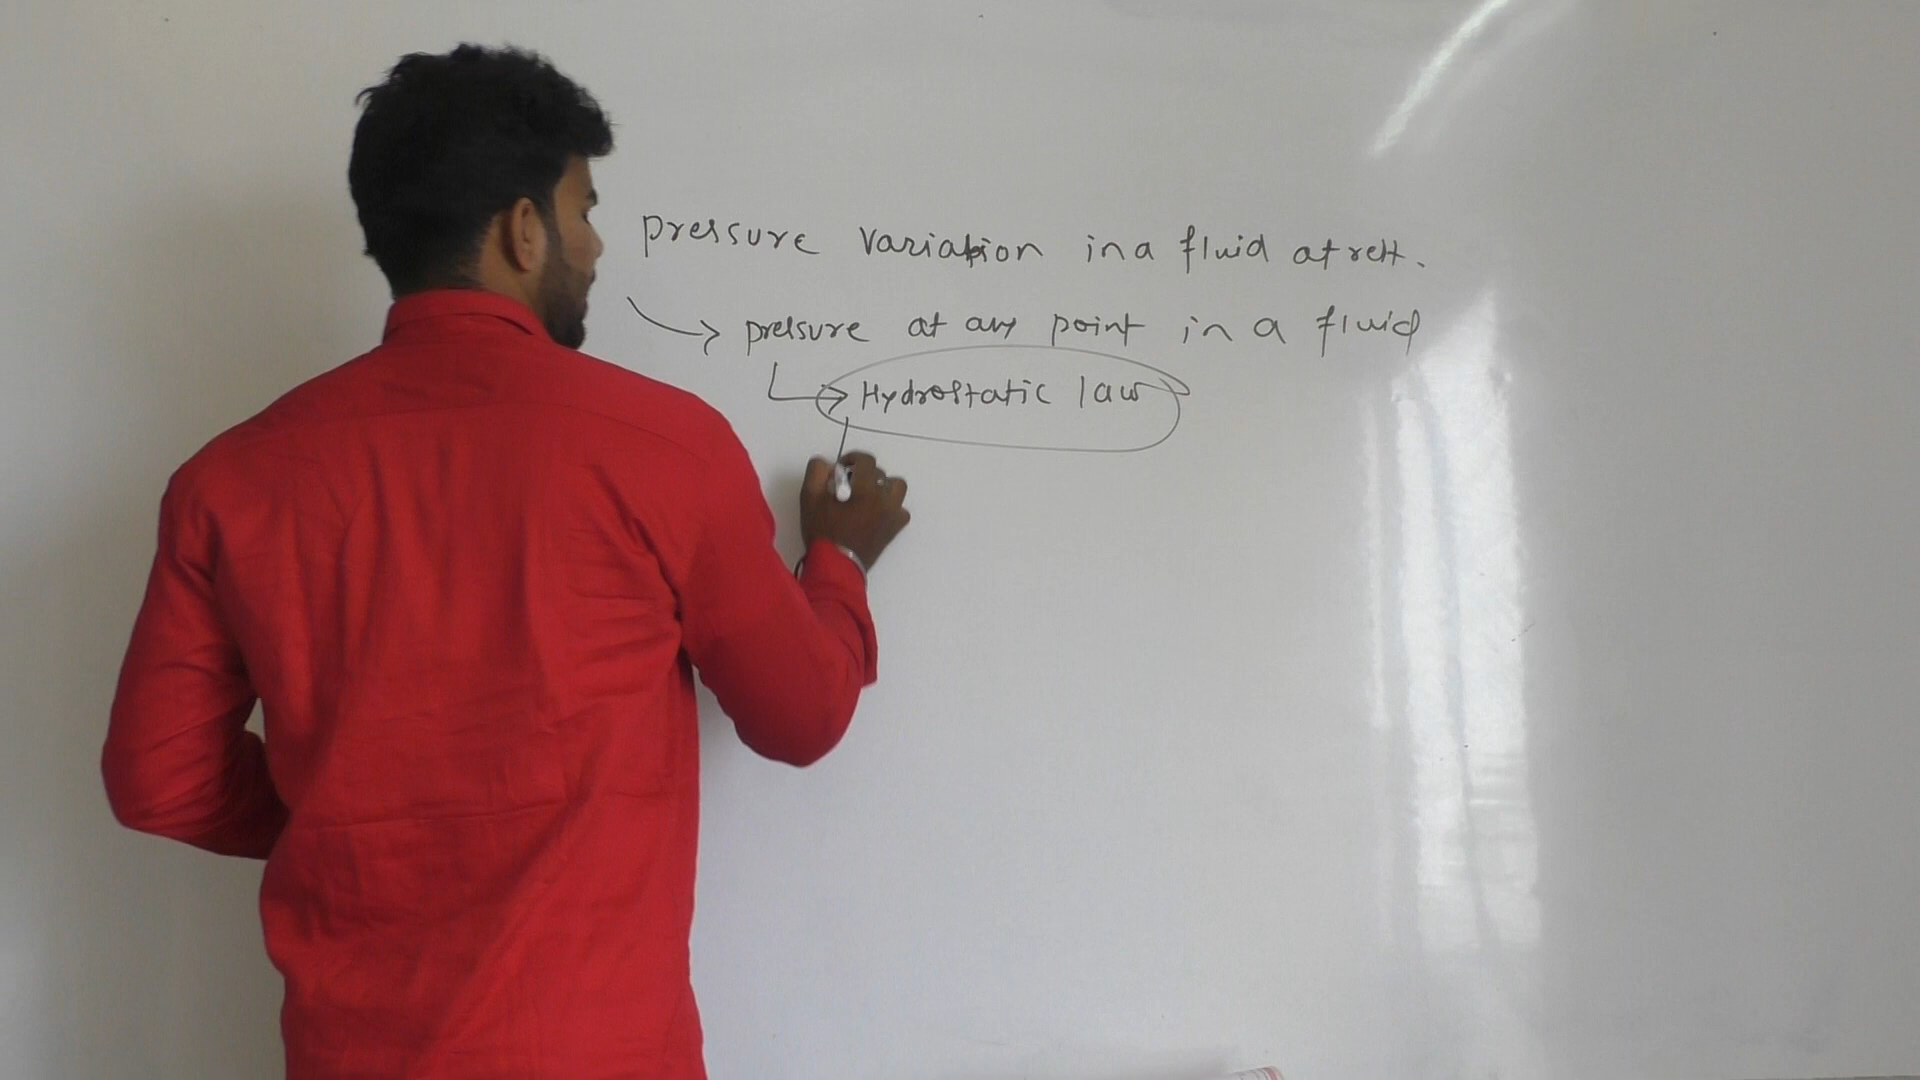 pressure variation in a fluid at rest.
pressure at any point in a fluid
Hydrostatic law